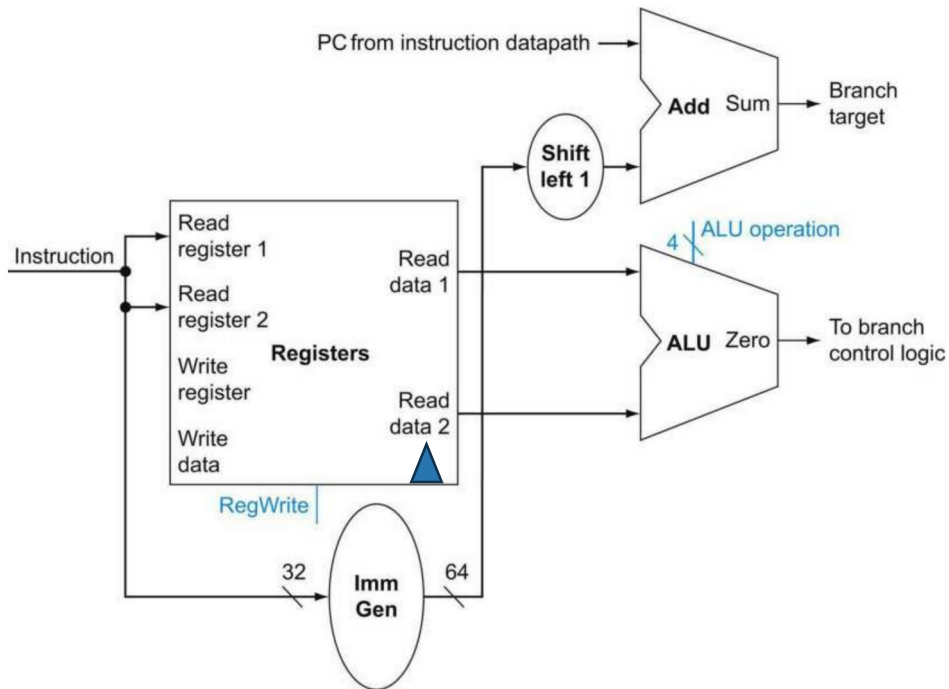 PC from instruction datapath
Add Sum
Branch
target
Shift
left 1
4
ALU operation
Instruction
Read
register 1
Read
data 1
Read
register 2
Registers
ALU Zero
To branch
control logic
Write
register
Read
data 2
Write
data
RegWrite
32
64
Imm
Gen